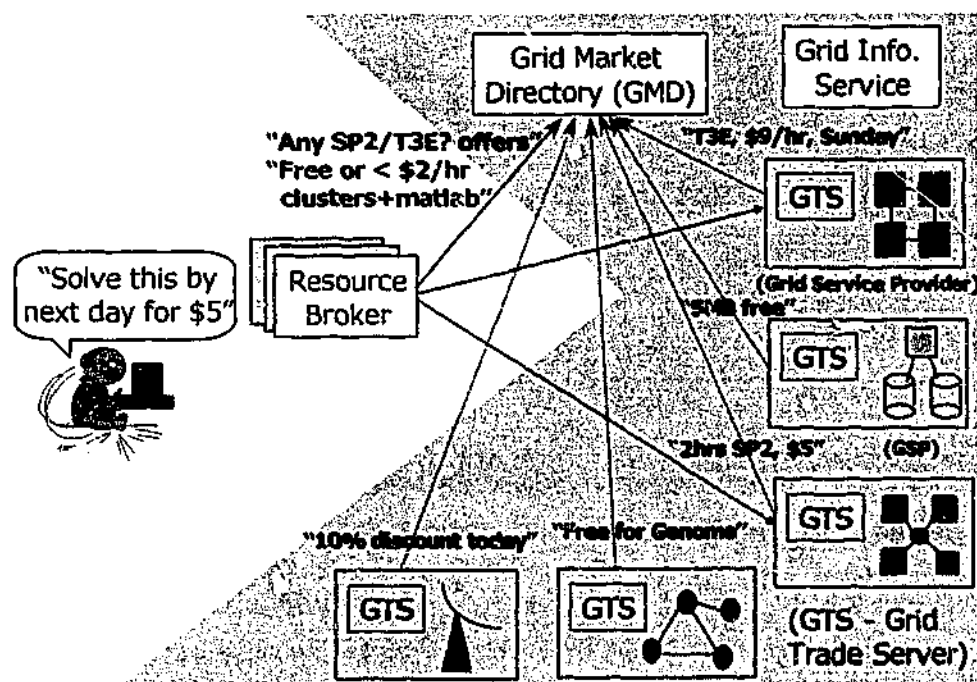 Grid Market
Directory (GMD)
Grid Info.
Service
"Any SP2/T3E? offers"
"Free or < $2/hr
clusters+matlab"
"T3E, $9/hr, Sunday"
GTS
(Grid Service Provider)
"Solve this by
next day for $5"
Resource
Broker
"5MB free"
GTS
(GSP)
"2hrs SP2, $5"
GTS
"10% discount today"
"Free for Genome"
GTS
GTS
(GTS - Grid
Trade Server)